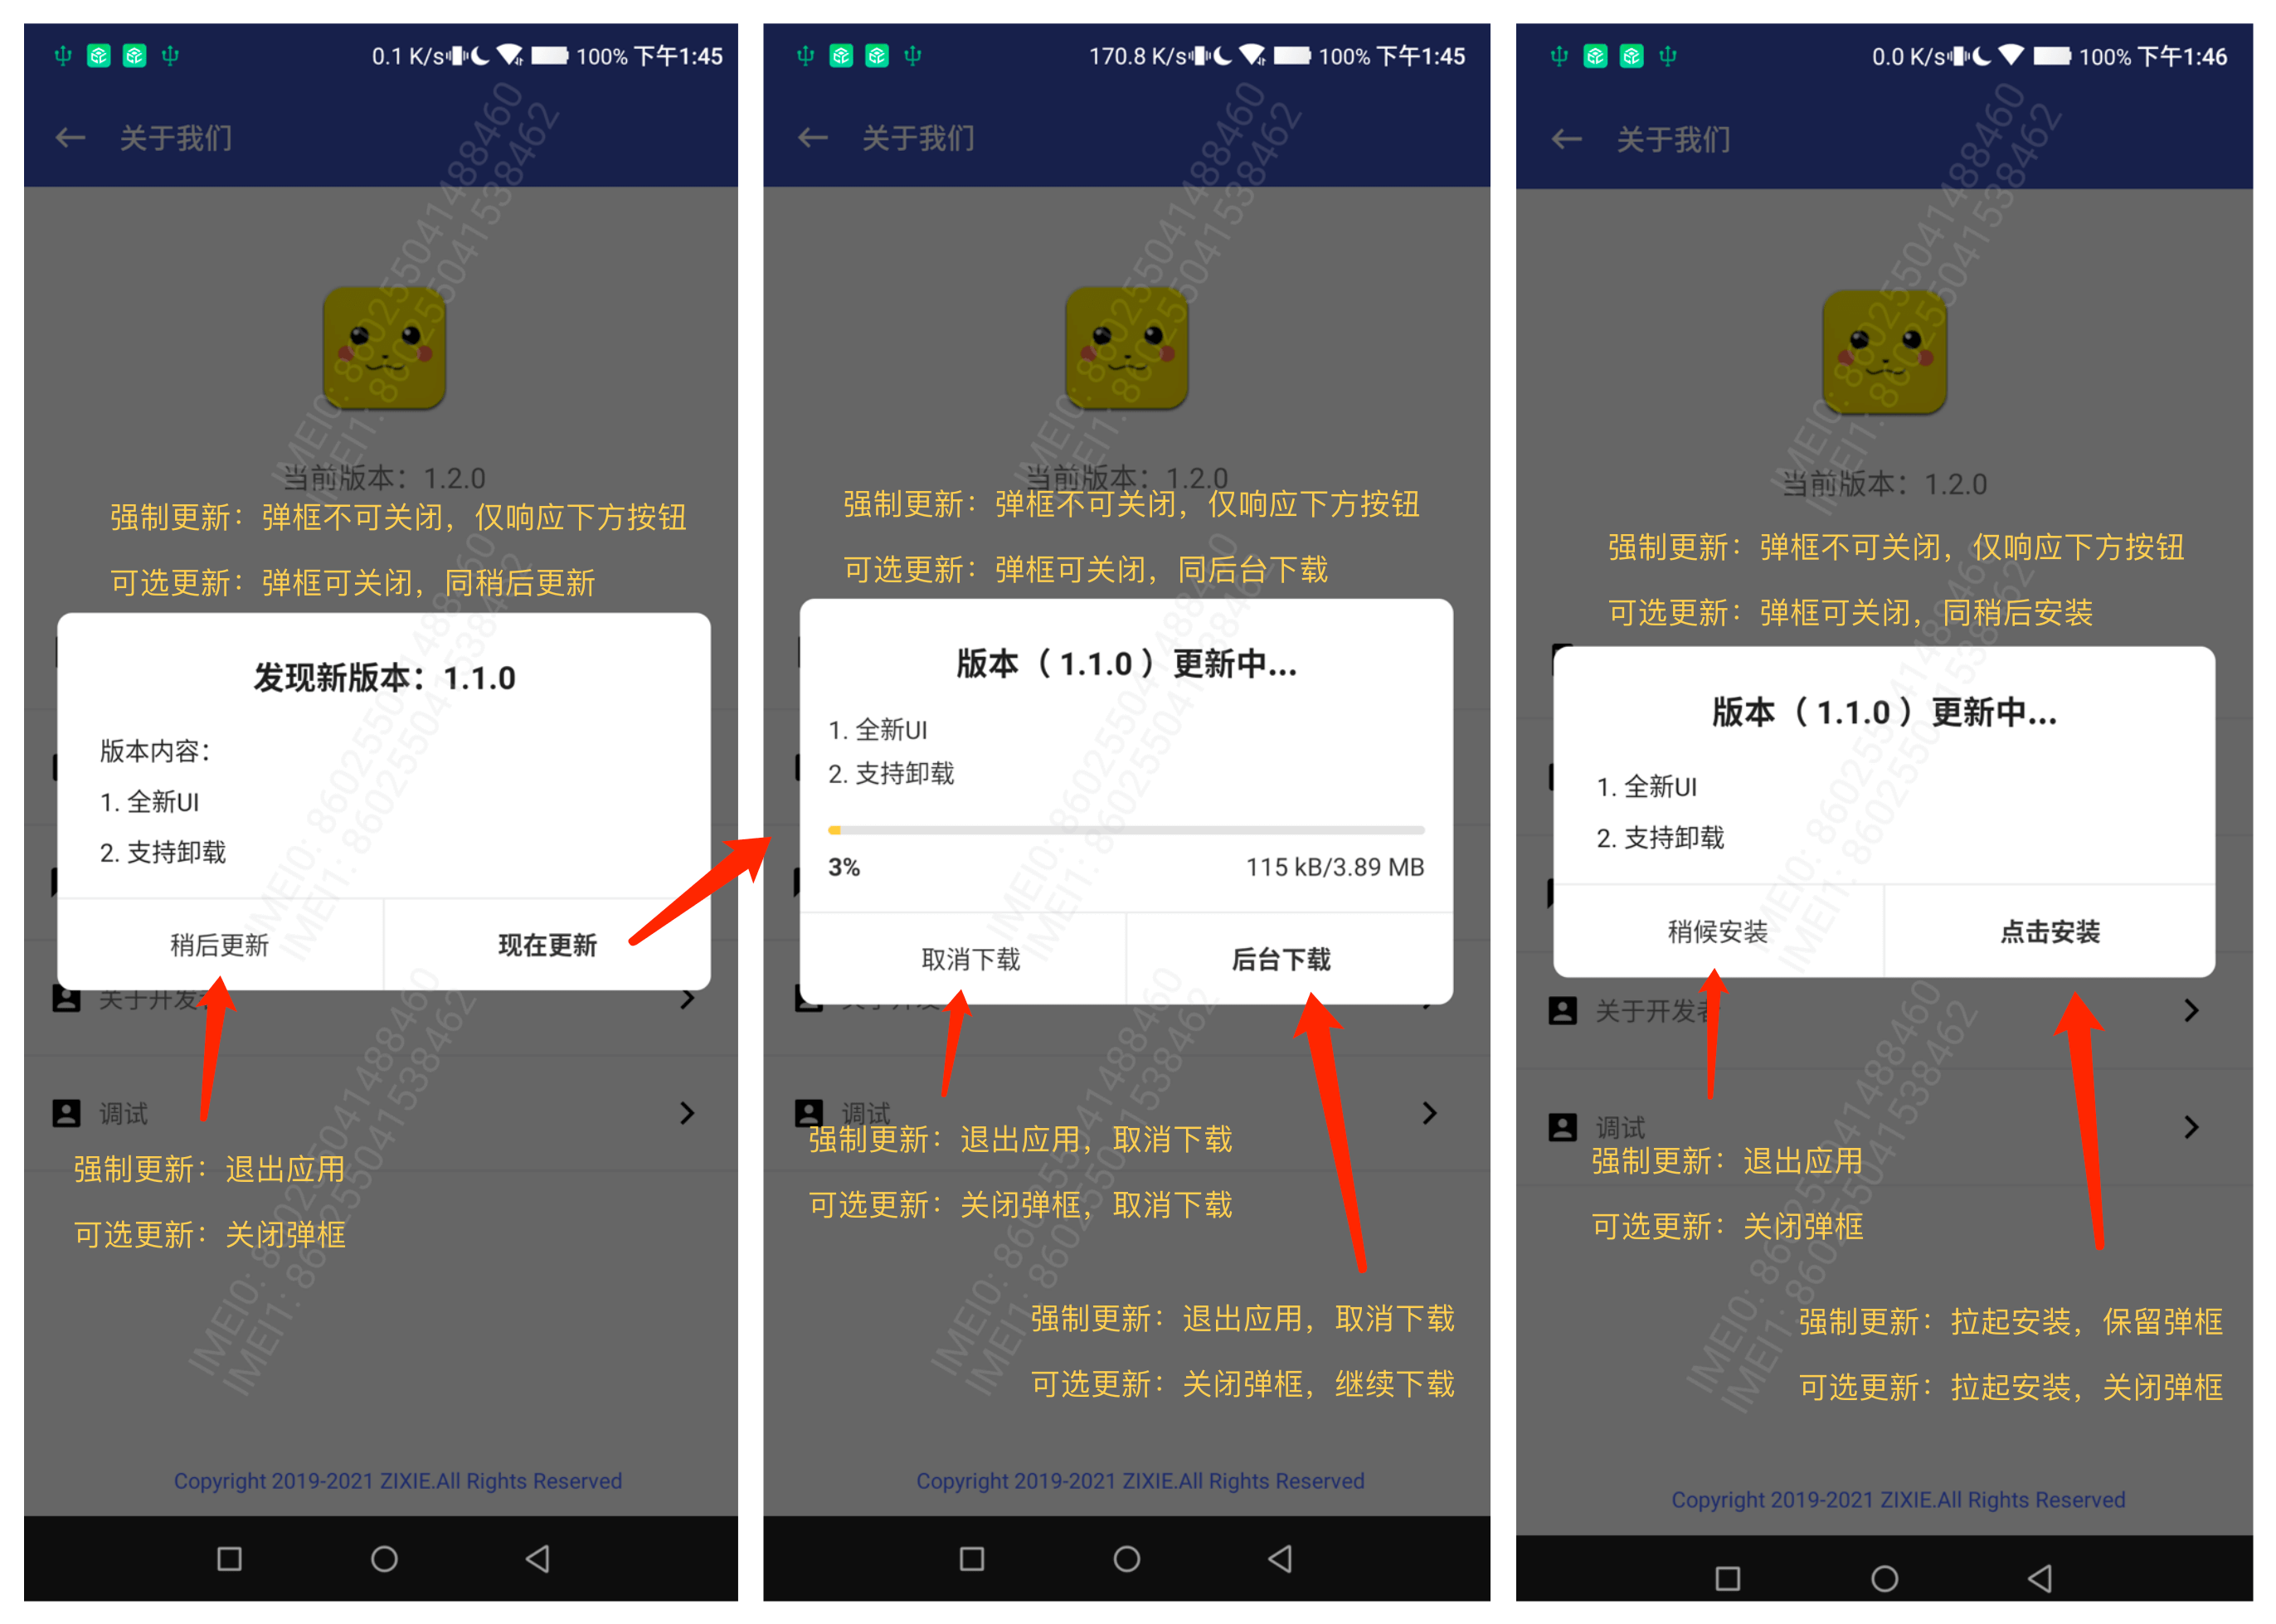 0.1 K/s 100% 下午1:45
关于我们
IMEI0: 860255041488460
IMEI1: 860255041538462
当前版本：1.2.0
强制更新：弹框不可关闭，仅响应下方按钮
可选更新：弹框可关闭，同稍后更新
发现新版本：1.1.0
版本内容：
1. 全新UI
2. 支持卸载
稍后更新
现在更新
关于开发者
调试
强制更新：退出应用
可选更新：关闭弹框
Copyright 2019-2021 ZIXIE.All Rights Reserved
170.8 K/s 100% 下午1:45
关于我们
IMEI0: 860255041488460
IMEI1: 860255041538462
当前版本：1.2.0
强制更新：弹框不可关闭，仅响应下方按钮
可选更新：弹框可关闭，同后台下载
版本（ 1.1.0 ）更新中...
1. 全新UI
2. 支持卸载
3%
115 kB/3.89 MB
取消下载
后台下载
调试
强制更新：退出应用，取消下载
可选更新：关闭弹框，取消下载
强制更新：退出应用，取消下载
可选更新：关闭弹框，继续下载
Copyright 2019-2021 ZIXIE.All Rights Reserved
0.0 K/s 100% 下午1:46
关于我们
IMEI0: 860255041488460
IMEI1: 860255041538462
当前版本：1.2.0
强制更新：弹框不可关闭，仅响应下方按钮
可选更新：弹框可关闭，同稍后安装
版本（ 1.1.0 ）更新中...
1. 全新UI
2. 支持卸载
稍候安装
点击安装
关于开发者
调试
强制更新：退出应用
可选更新：关闭弹框
强制更新：拉起安装，保留弹框
可选更新：拉起安装，关闭弹框
Copyright 2019-2021 ZIXIE.All Rights Reserved